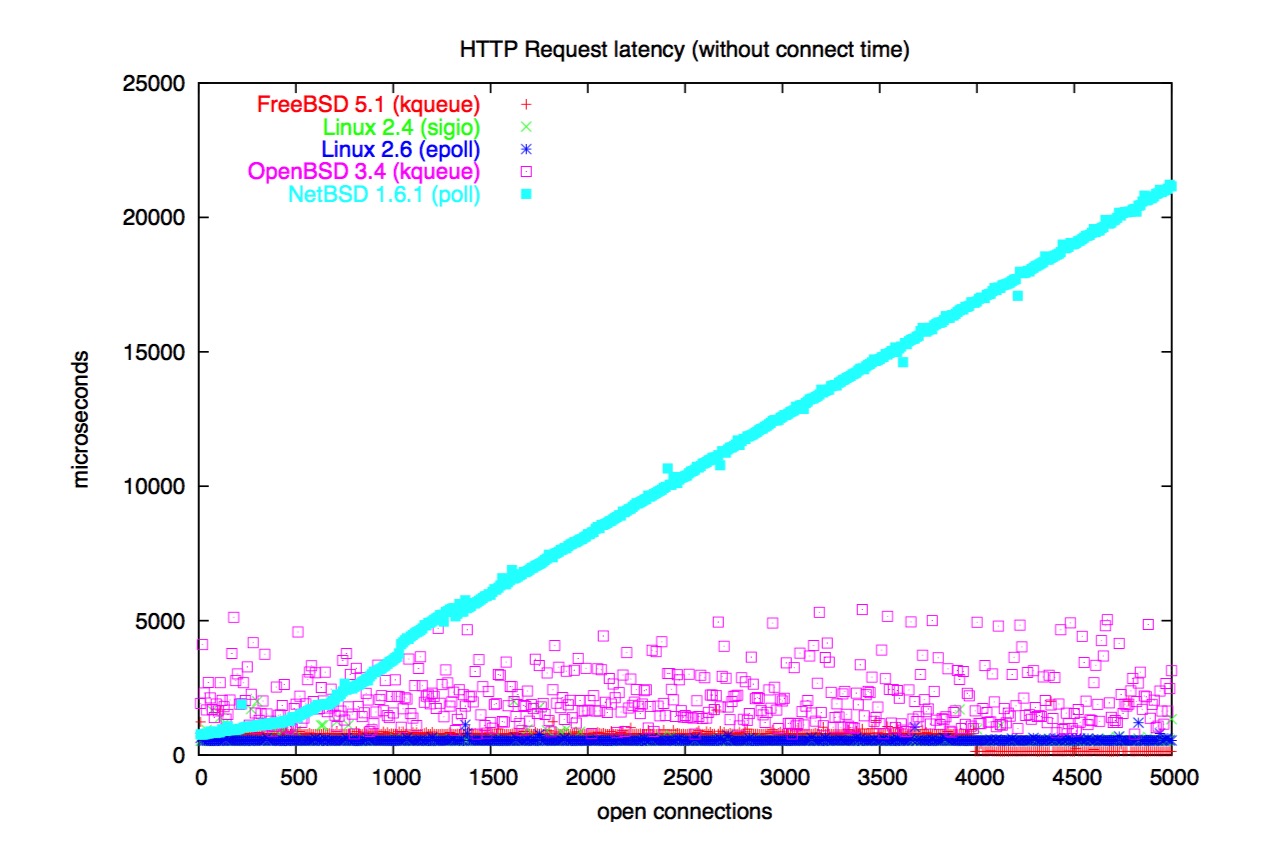 HTTP Request latency (without connect time)
25000
FreeBSD 5.1 (kqueue)
Linux 2.4 (sigio)
Linux 2.6 (epoll)
OpenBSD 3.4 (kqueue)
NetBSD 1.6.1 (poll)
20000
15000
microseconds
10000
5000
0
0 500 1000 1500 2000 2500 3000 3500 4000 4500 5000
open connections